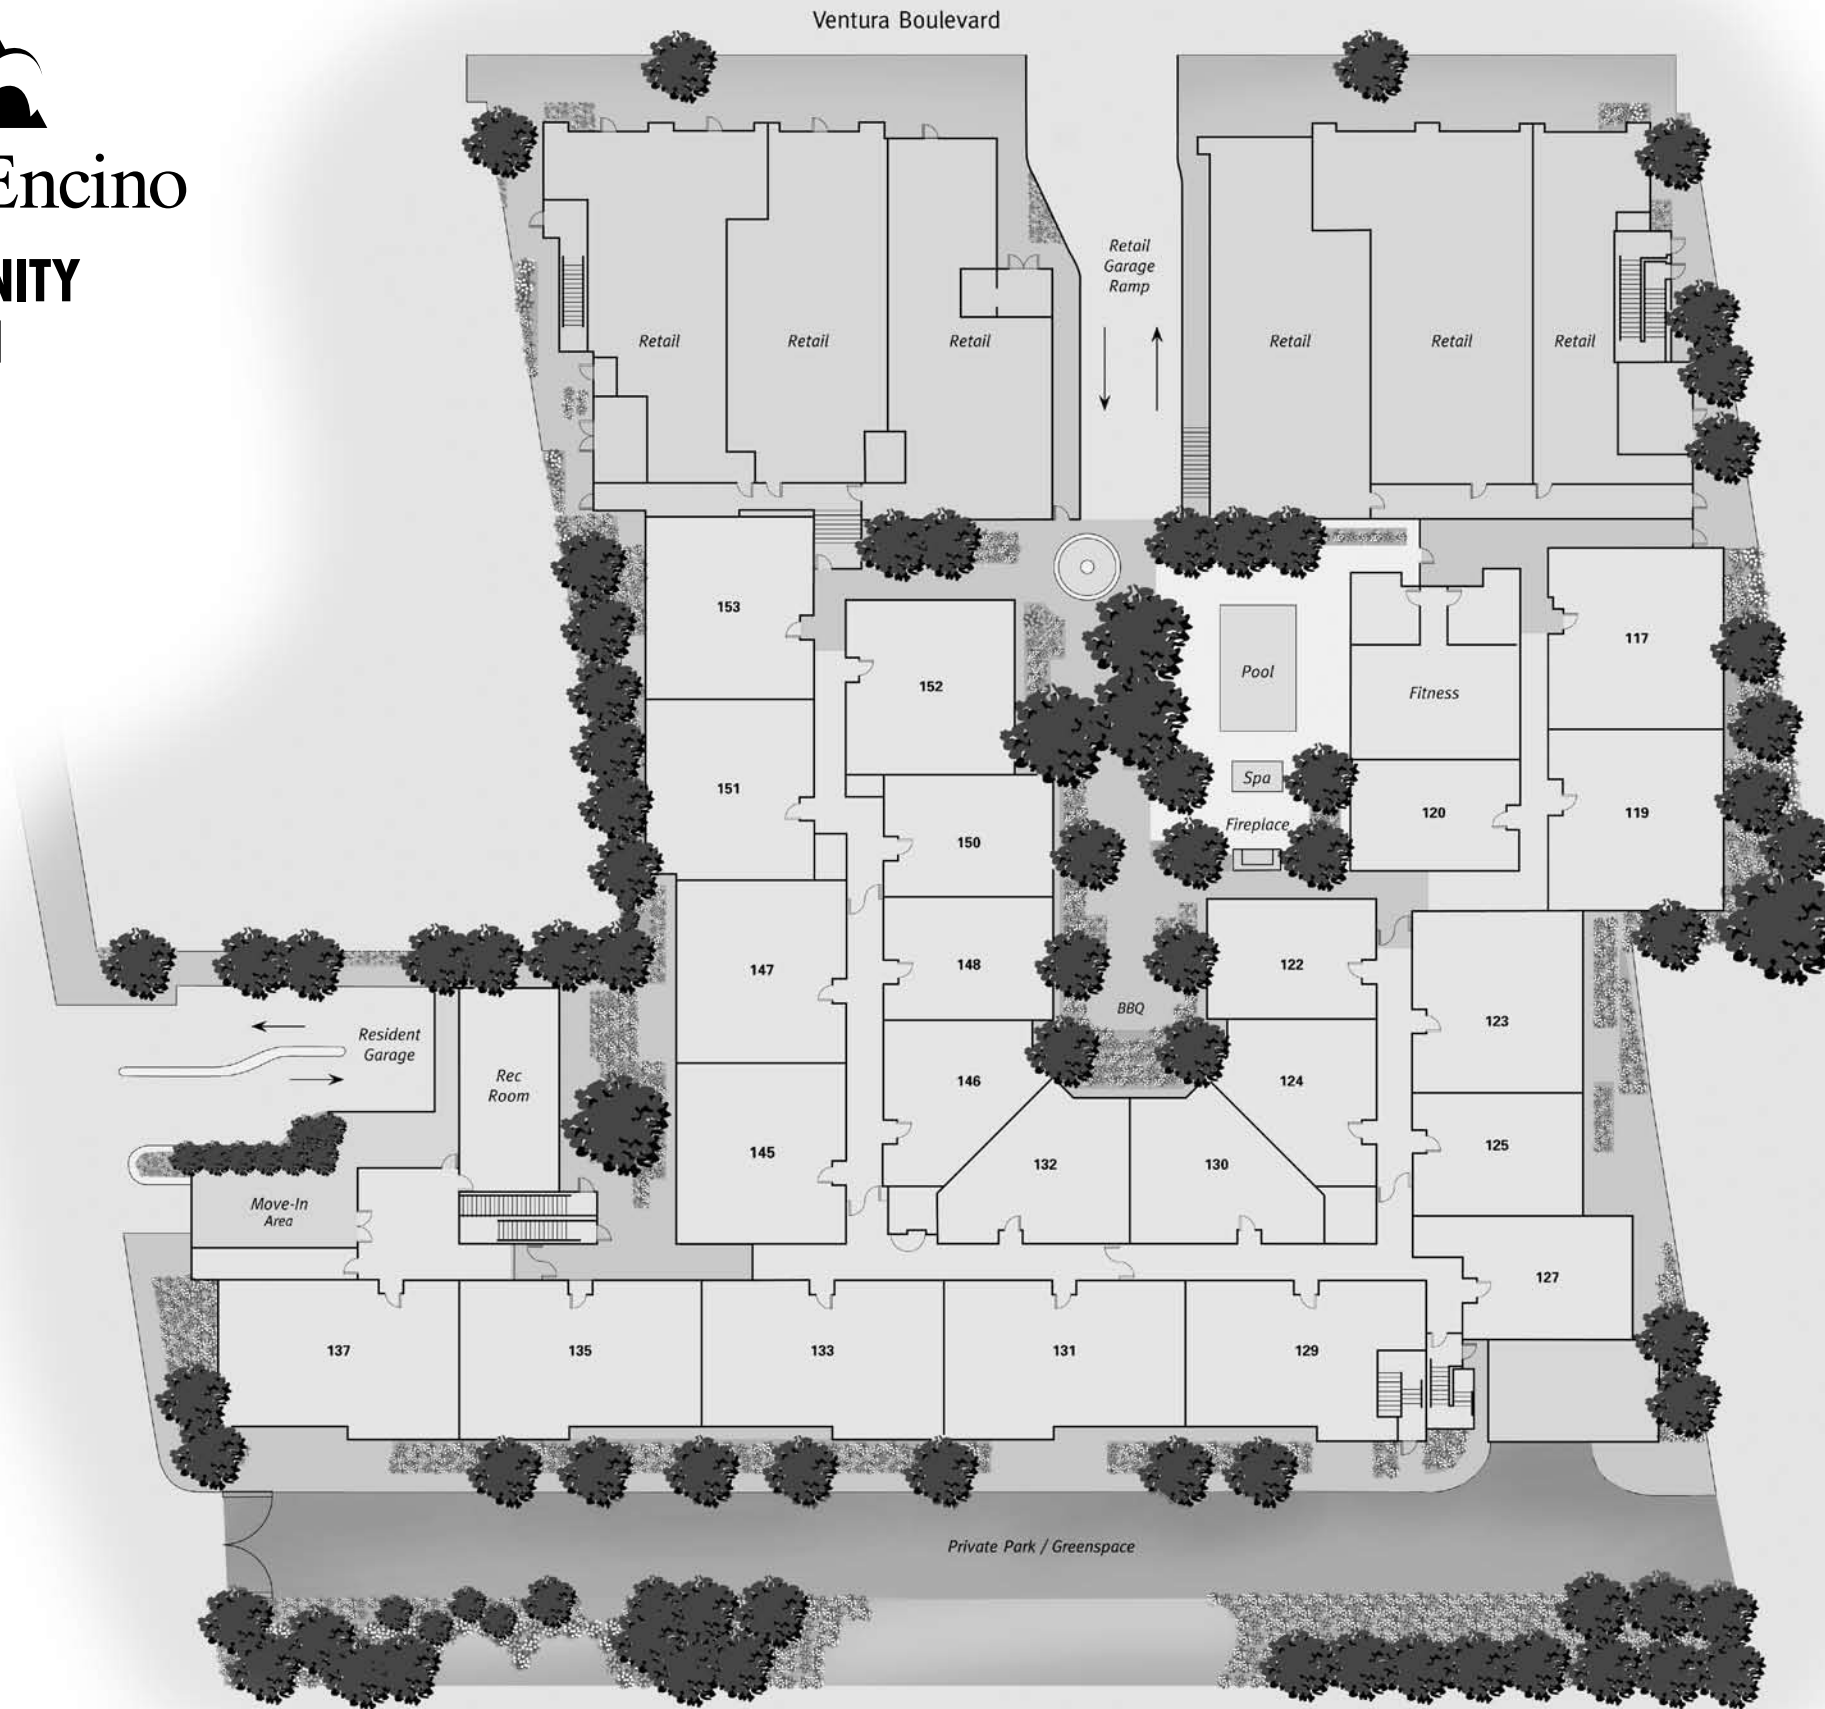 Ventura Boulevard
Encino
NITY
Retail
Garage
Ramp
Retail
Retail
Retail
Retail
Retail
Retail
153
152
151
150
147
148
145
146
132
130
124
122
BBQ
Pool
Spa
Fireplace
Fitness
117
119
120
123
125
127
Resident
Garage
Rec
Room
Move-In
Area
137
135
133
131
129
Private Park / Greenspace